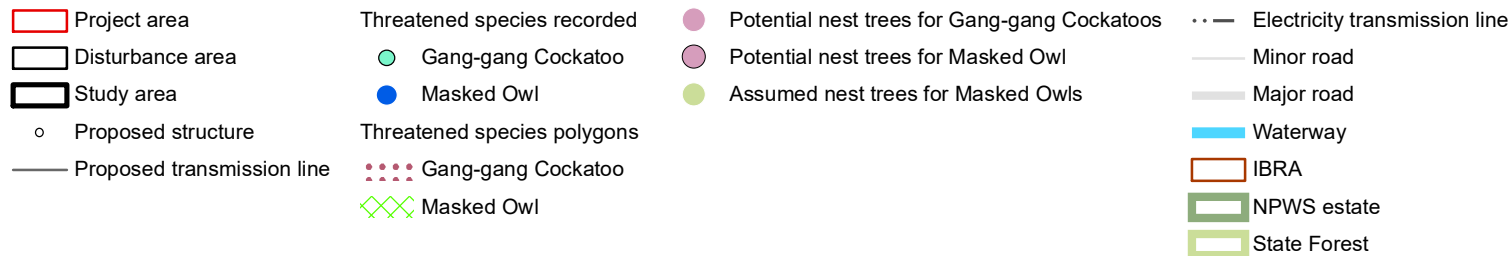 Project area
Disturbance area
Study area
Proposed structure
Proposed transmission line
Threatened species recorded
Gang-gang Cockatoo
Masked Owl
Threatened species polygons
Gang-gang Cockatoo
Masked Owl
Potential nest trees for Gang-gang Cockatoos
Potential nest trees for Masked Owl
Assumed nest trees for Masked Owls
Electricity transmission line
Minor road
Major road
Waterway
IBRA
NPWS estate
State Forest